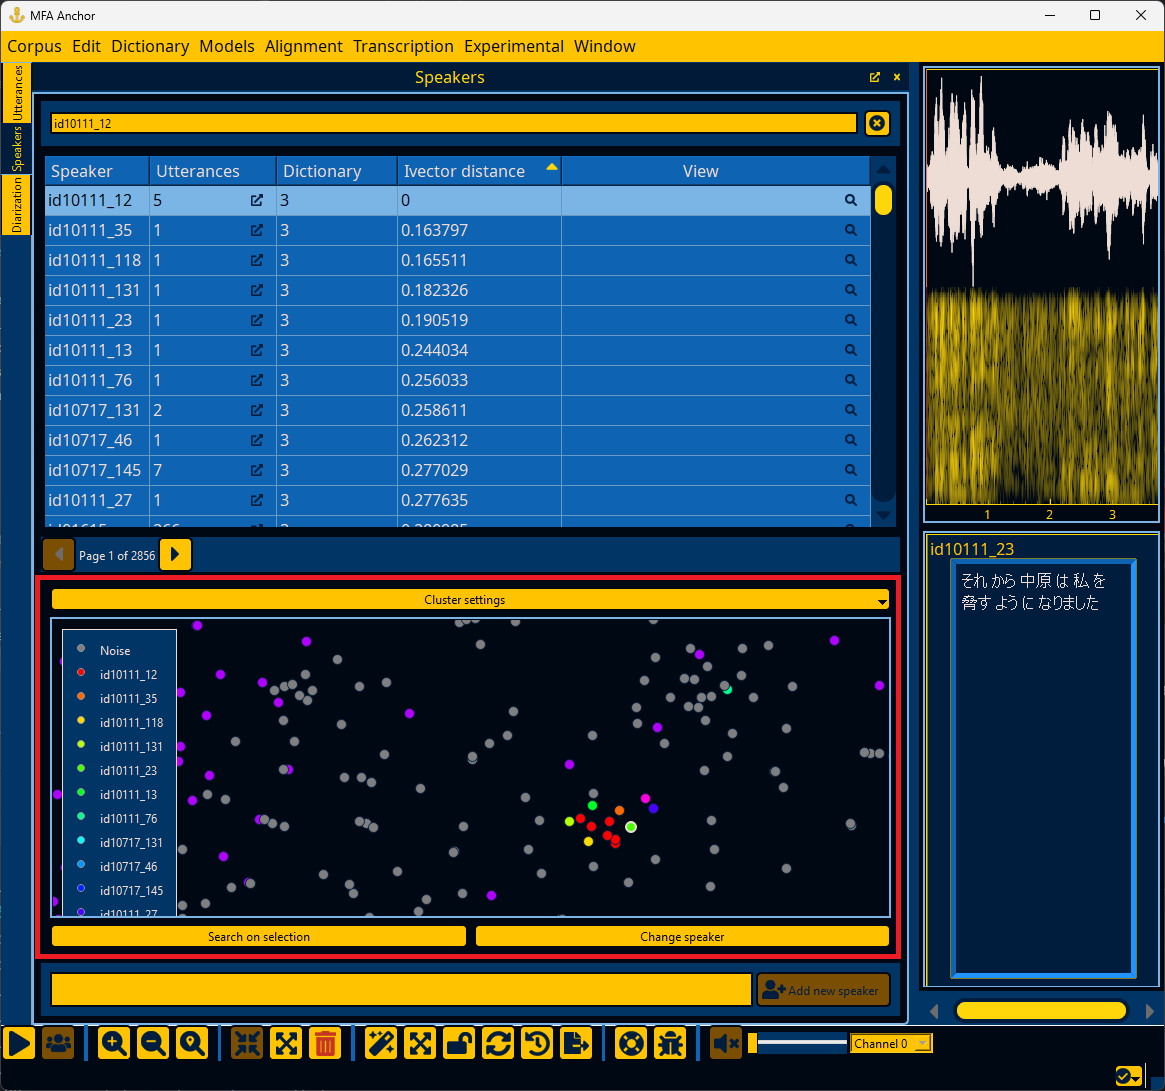 MFA Anchor
Corpus Edit Dictionary Models Alignment Transcription Experimental Window
Utterances
Speakers
Diarization
Speakers
id10111_12
Speaker Utterances Dictionary Ivector distance View
id10111_12 5 3 0
id10111_35 1 3 0.163797
id10111_118 1 3 0.165511
id10111_131 1 3 0.182326
id10111_23 1 3 0.190519
id10111_13 1 3 0.244034
id10111_76 1 3 0.256033
id10717_131 2 3 0.258611
id10717_46 1 3 0.262312
id10717_145 7 3 0.277029
id10111_27 1 3 0.277635
Page 1 of 2856
Cluster settings
Noise
id10111_12
id10111_35
id10111_118
id10111_131
id10111_23
id10111_13
id10111_76
id10717_131
id10717_46
id10717_145
id10111_27
Search on selection Change speaker
Add new speaker
1 2 3
id10111_23
それ から 中原 は 私 を
脅す よう に なりました
Channel 0